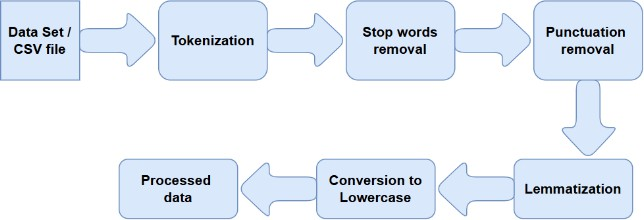 Data Set /
CSV file
Tokenization
Stop words
removal
Punctuation
removal
Lemmatization
Conversion to
Lowercase
Processed
data